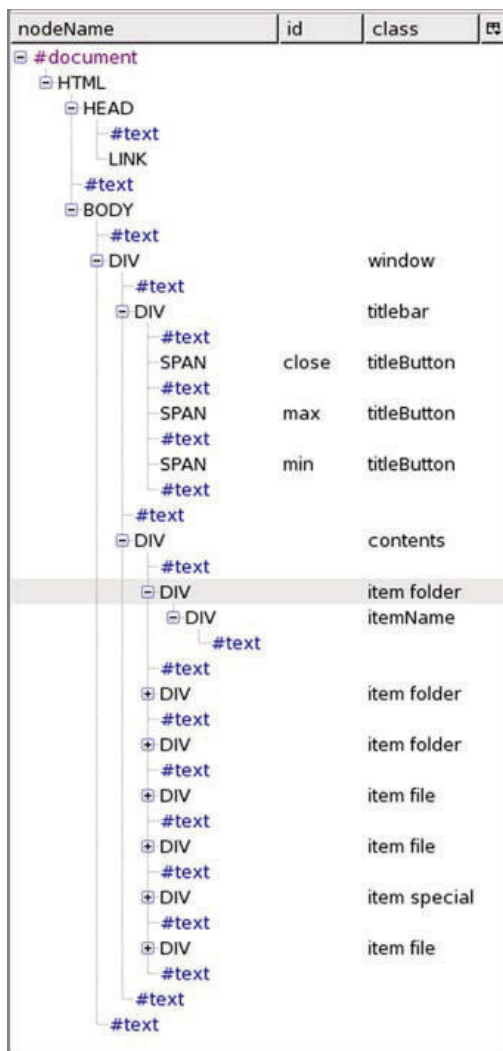 nodeName id class
#document
HTML
HEAD
#text
LINK
#text
BODY
#text
DIV window
#text
DIV titlebar
#text
SPAN close titleButton
#text
SPAN max titleButton
#text
SPAN min titleButton
#text
#text
DIV contents
#text
DIV item folder
DIV itemName
#text
#text
DIV item folder
#text
DIV item folder
#text
DIV item file
#text
DIV item file
#text
DIV item special
#text
DIV item file
#text
#text
#text